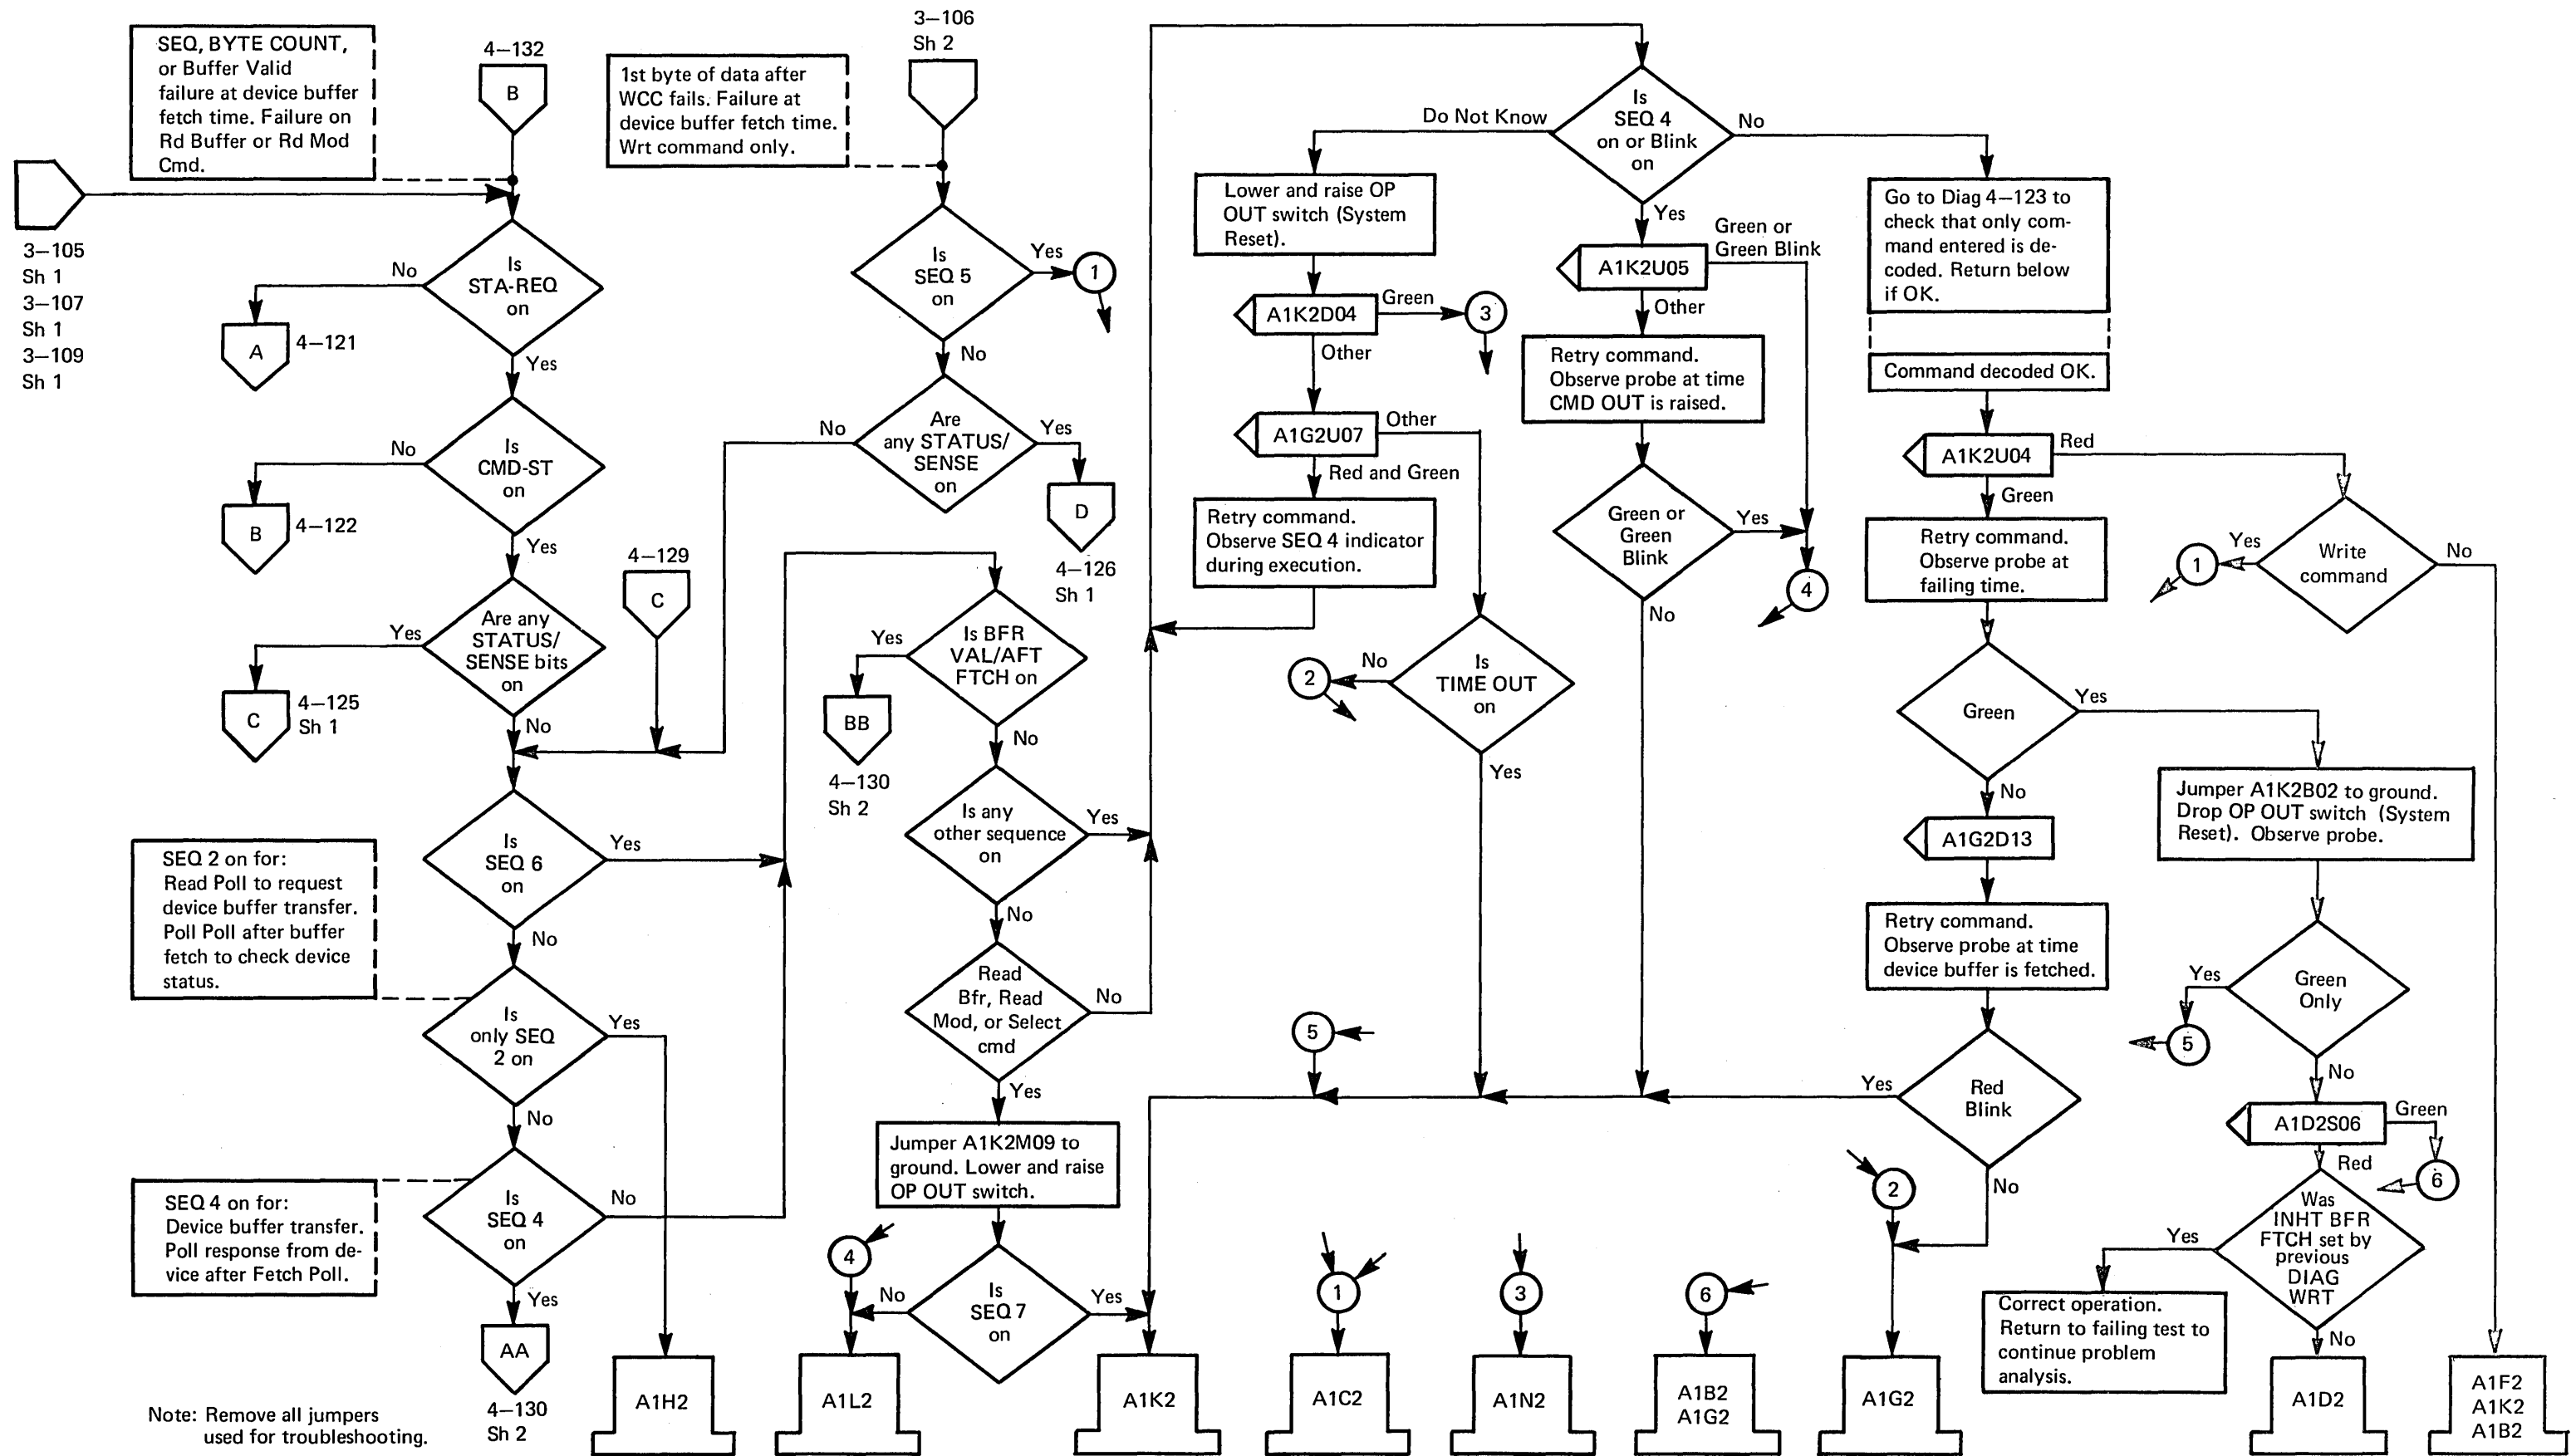 SEQ, BYTE COUNT,
or Buffer Valid
failure at device buffer
fetch time. Failure on
Rd Buffer or Rd Mod
Cmd.
4–132
B
3–105
Sh 1
3–107
Sh 1
3–109
Sh 1
Is
STA-REQ
on
No
A
4–121
Yes
Is
CMD-ST
on
No
B
4–122
Yes
Are any
STATUS/
SENSE bits
on
Yes
C
4–125
Sh 1
No
Is
SEQ 6
on
Yes
No
SEQ 2 on for:
Read Poll to request
device buffer transfer.
Poll Poll after buffer
fetch to check device
status.
Is
only SEQ
2 on
Yes
No
SEQ 4 on for:
Device buffer transfer.
Poll response from de-
vice after Fetch Poll.
Is
SEQ 4
on
No
Yes
AA
4–130
Sh 2
Note: Remove all jumpers
used for troubleshooting.
3–106
Sh 2
1st byte of data after
WCC fails. Failure at
device buffer fetch time.
Wrt command only.
Is
SEQ 5
on
Yes
1
No
Are
any STATUS/
SENSE
on
No
Yes
D
4–126
Sh 1
4–129
C
Is BFR
VAL/AFT
FTCH on
Yes
BB
4–130
Sh 2
No
Is any
other sequence
on
Yes
No
Read
Bfr, Read
Mod, or Select
cmd
No
Yes
Jumper A1K2M09 to
ground. Lower and raise
OP OUT switch.
4
Is
SEQ 7
on
No
Yes
Is
SEQ 4
on or Blink
on
Do Not Know
No
Yes
Lower and raise OP
OUT switch (System
Reset).
A1K2D04
Green
3
Other
A1G2U07
Other
Red and Green
Retry command.
Observe SEQ 4 indicator
during execution.
Is
TIME OUT
on
No
2
Yes
5
A1K2U05
Green or
Green Blink
Other
Retry command.
Observe probe at time
CMD OUT is raised.
Green or
Green
Blink
Yes
4
No
Go to Diag 4–123 to
check that only com-
mand entered is de-
coded. Return below
if OK.
Command decoded OK.
A1K2U04
Red
Green
Write
command
Yes
1
No
Retry command.
Observe probe at
failing time.
Green
Yes
No
A1G2D13
Retry command.
Observe probe at time
device buffer is fetched.
Red
Blink
Yes
No
2
Jumper A1K2B02 to ground.
Drop OP OUT switch (System
Reset). Observe probe.
Green
Only
Yes
5
No
A1D2S06
Green
6
Red
Was
INHT BFR
FTCH set by
previous
DIAG
WRT
Yes
Correct operation.
Return to failing test to
continue problem
analysis.
No
1
3
6
A1H2
A1L2
A1K2
A1C2
A1N2
A1B2
A1G2
A1G2
A1D2
A1F2
A1K2
A1B2